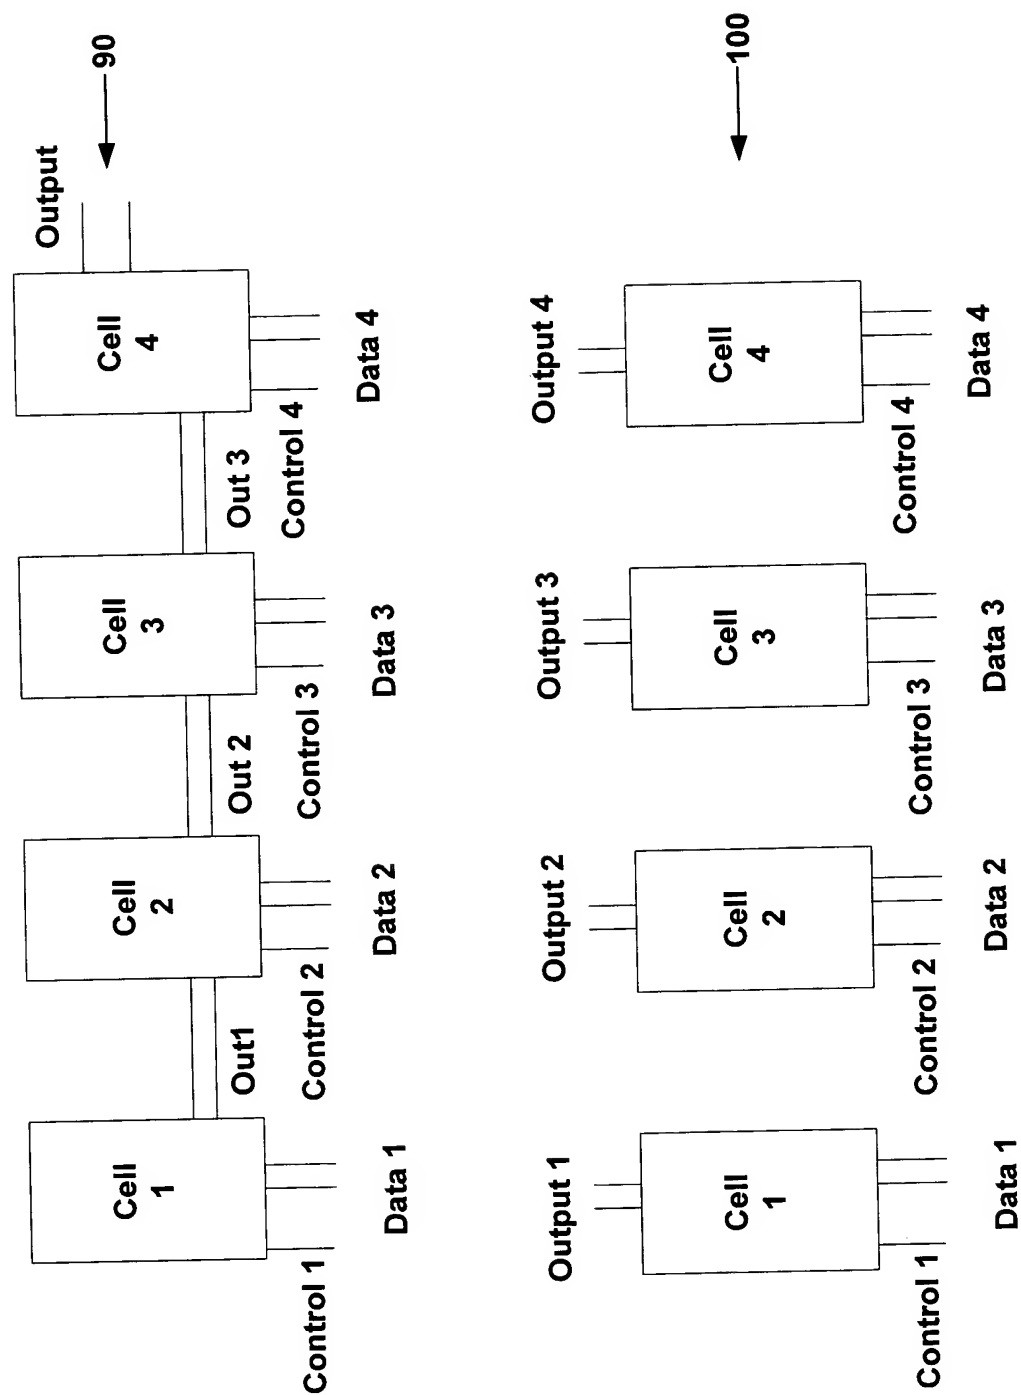 Output
90
Cell
1
Cell
2
Cell
3
Cell
4
Out1
Out 2
Out 3
Control 1
Control 2
Control 3
Control 4
Data 1
Data 2
Data 3
Data 4
Output 1
Output 2
Output 3
Output 4
100
Cell
1
Cell
2
Cell
3
Cell
4
Control 1
Control 2
Control 3
Control 4
Data 1
Data 2
Data 3
Data 4